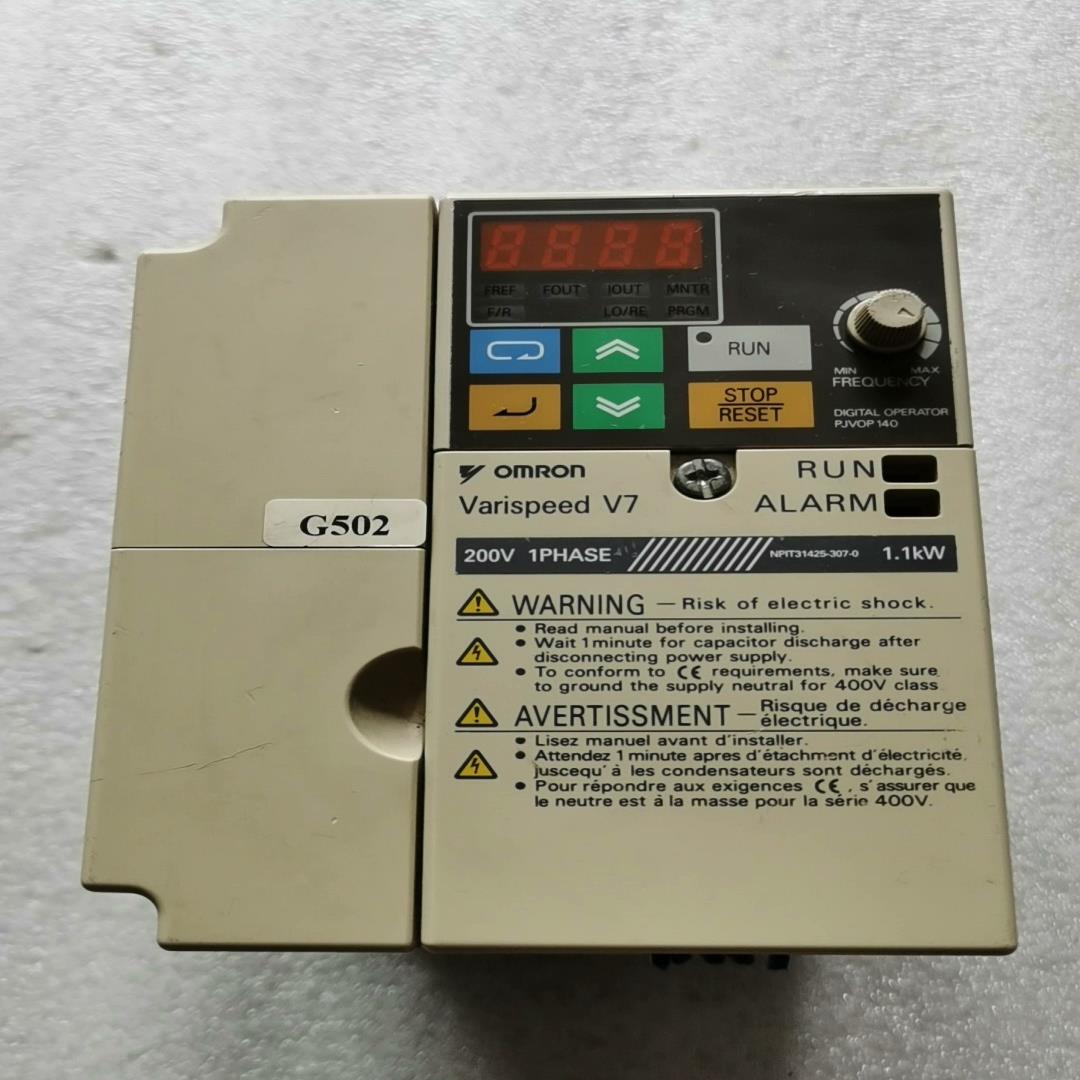 8888
FREF FOUT IOUT MNTR
F/R LO/RE PRGM
RUN
STOP
RESET
MIN MAX
FREQUENCY
DIGITAL OPERATOR
PJVOP 140
OMRON
Varispeed V7
RUN
ALARM
G502
200V 1PHASE NPIT31425-307-0 1.1kW
WARNING — Risk of electric shock.
• Read manual before installing.
• Wait 1 minute for capacitor discharge after
disconnecting power supply.
• To conform to CE requirements, make sure
to ground the supply neutral for 400V class
AVERTISSMENT — Risque de décharge
électrique.
• Lisez manuel avant d'installer.
• Attendez 1 minute apres d'étachment d'électricité,
juscequ' à les condensateurs sont déchargés.
• Pour répondre aux exigences CE , s'assurer que
le neutre est à la masse pour la série 400V.